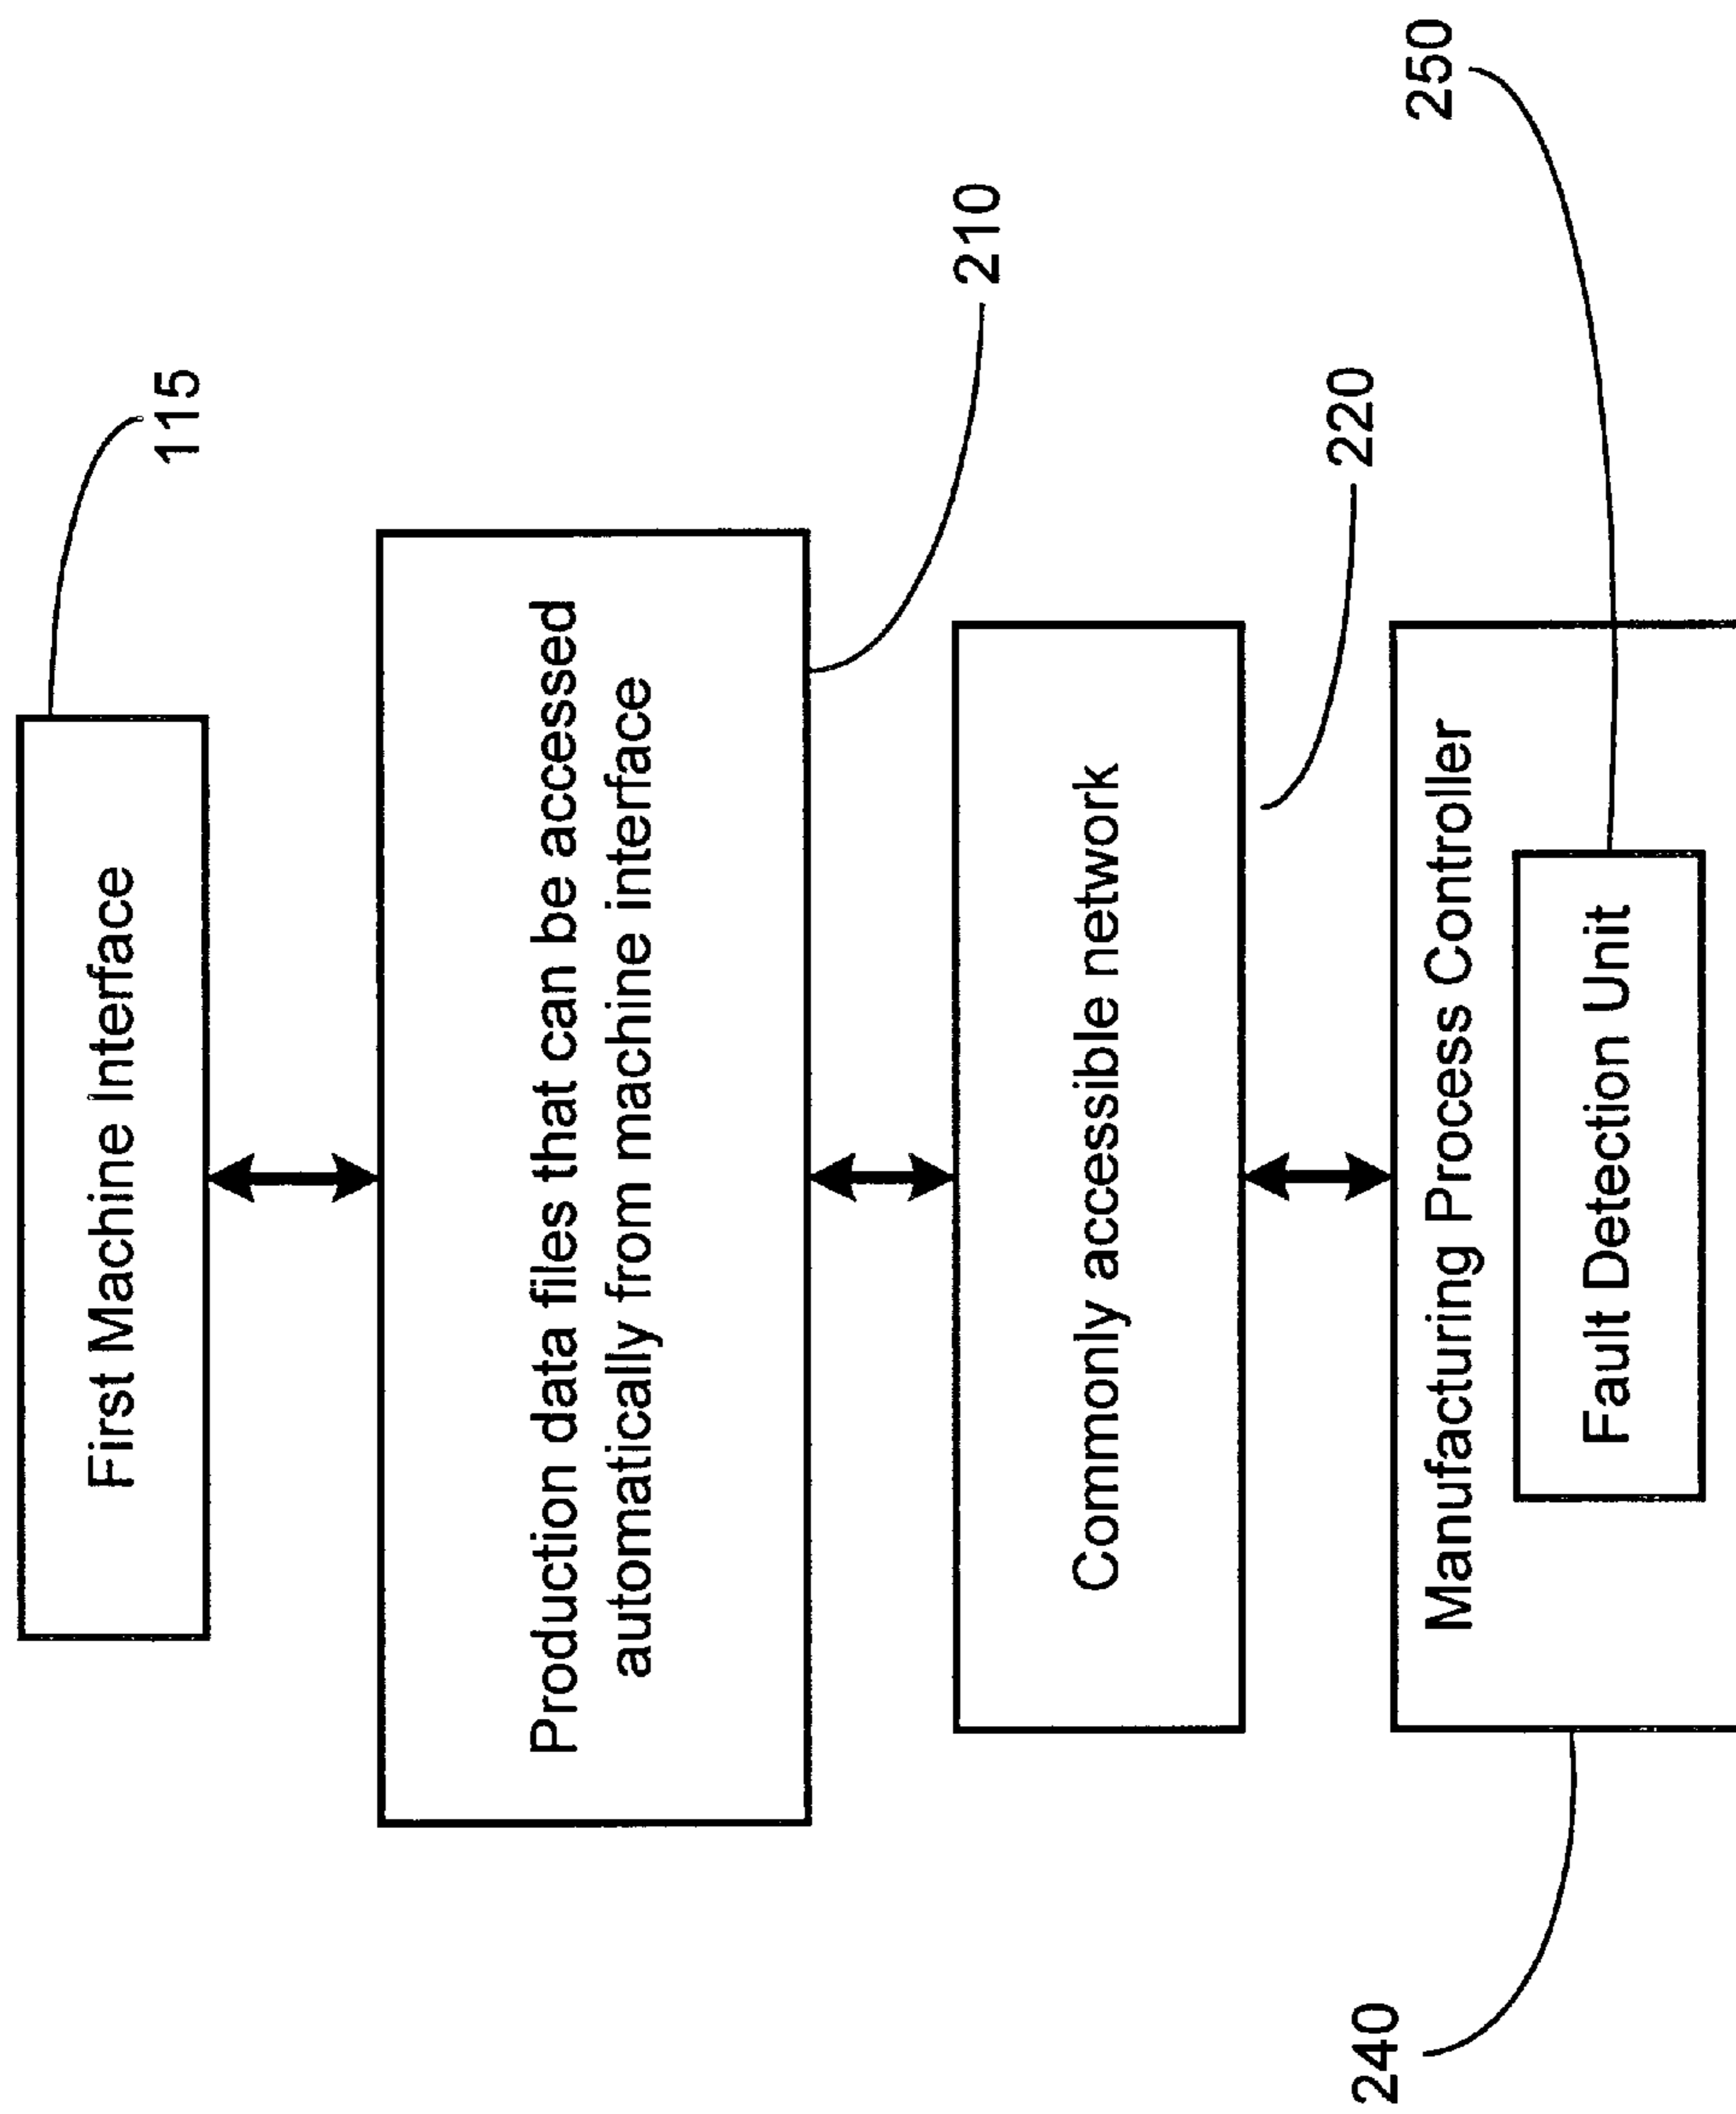 First Machine Interface
115
Production data files that can be accessed
automatically from machine interface
210
Commonly accessible network
220
Manufacturing Process Controller
Fault Detection Unit
240
250